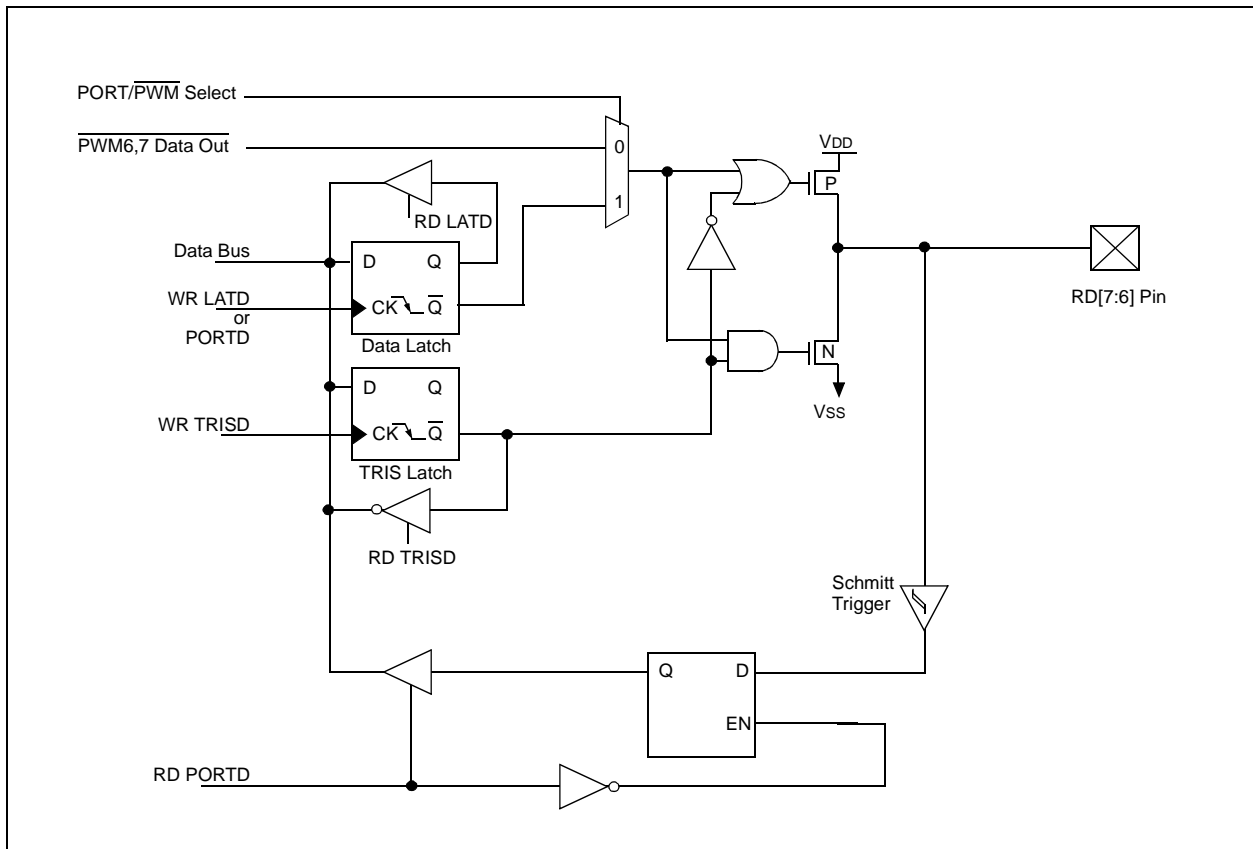 PORT/PWM Select
PWM6,7 Data Out
0
1
VDD
P
RD LATD
Data Bus
D
Q
WR LATD
or
PORTD
CK
Q
Data Latch
RD[7:6] Pin
N
VSS
D
Q
WR TRISD
CK
Q
TRIS Latch
RD TRISD
Schmitt
Trigger
Q
D
EN
RD PORTD